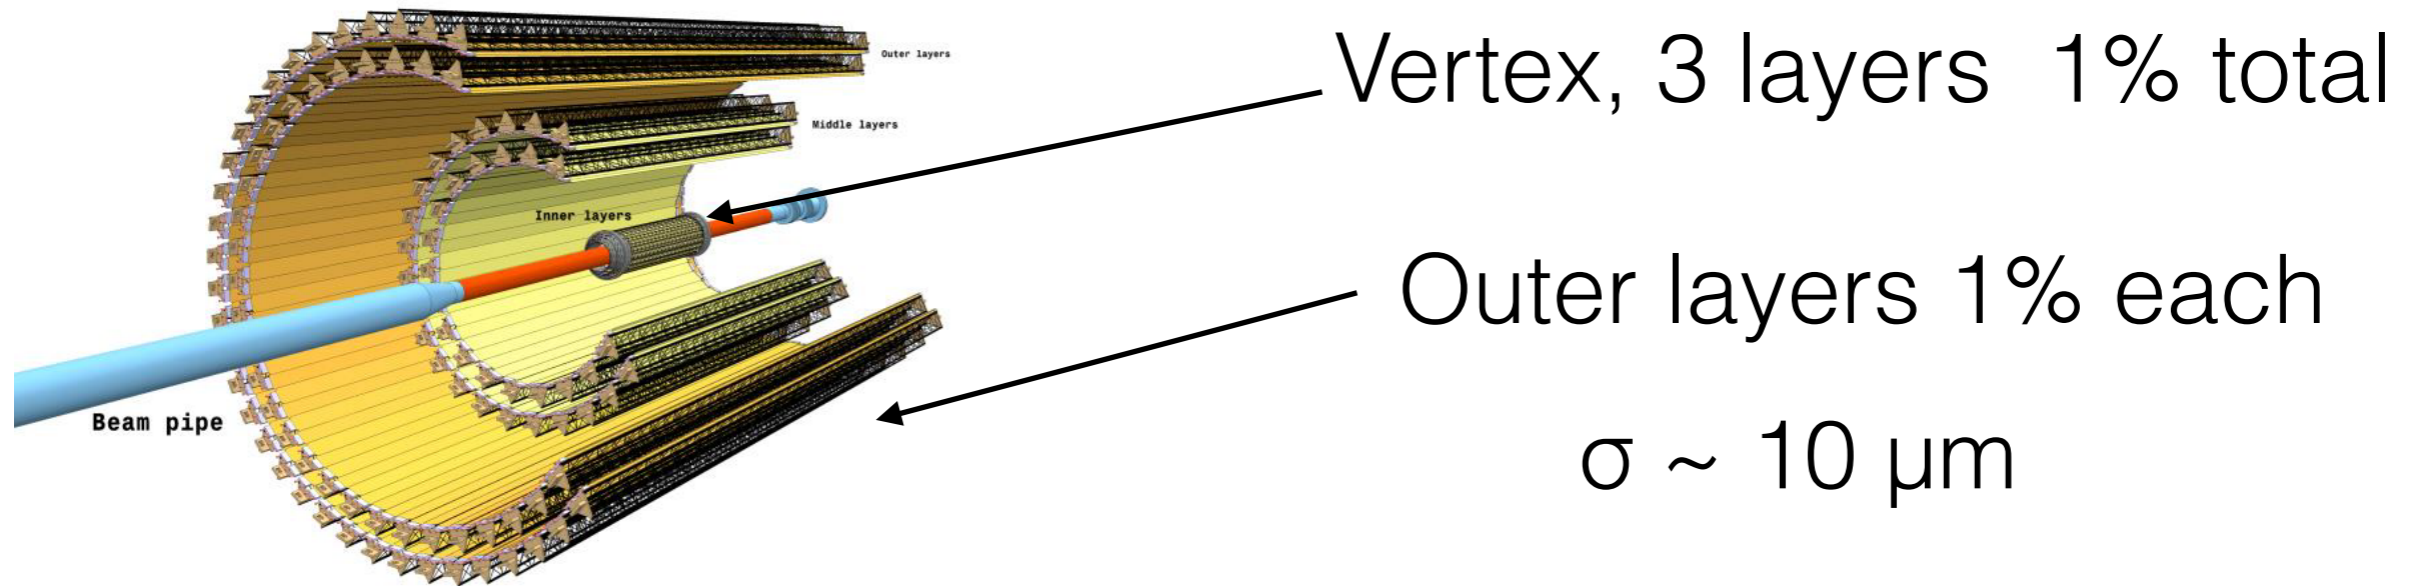 Outer layers
Vertex, 3 layers 1% total
Middle layers
Inner layers
Outer layers 1% each
Beam pipe
σ ~ 10 μm